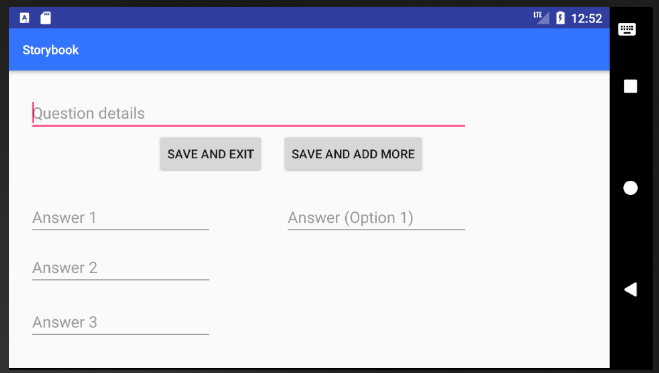 A LTE 12:52
Storybook
Question details
SAVE AND EXIT SAVE AND ADD MORE
Answer 1 Answer (Option 1)
Answer 2
Answer 3